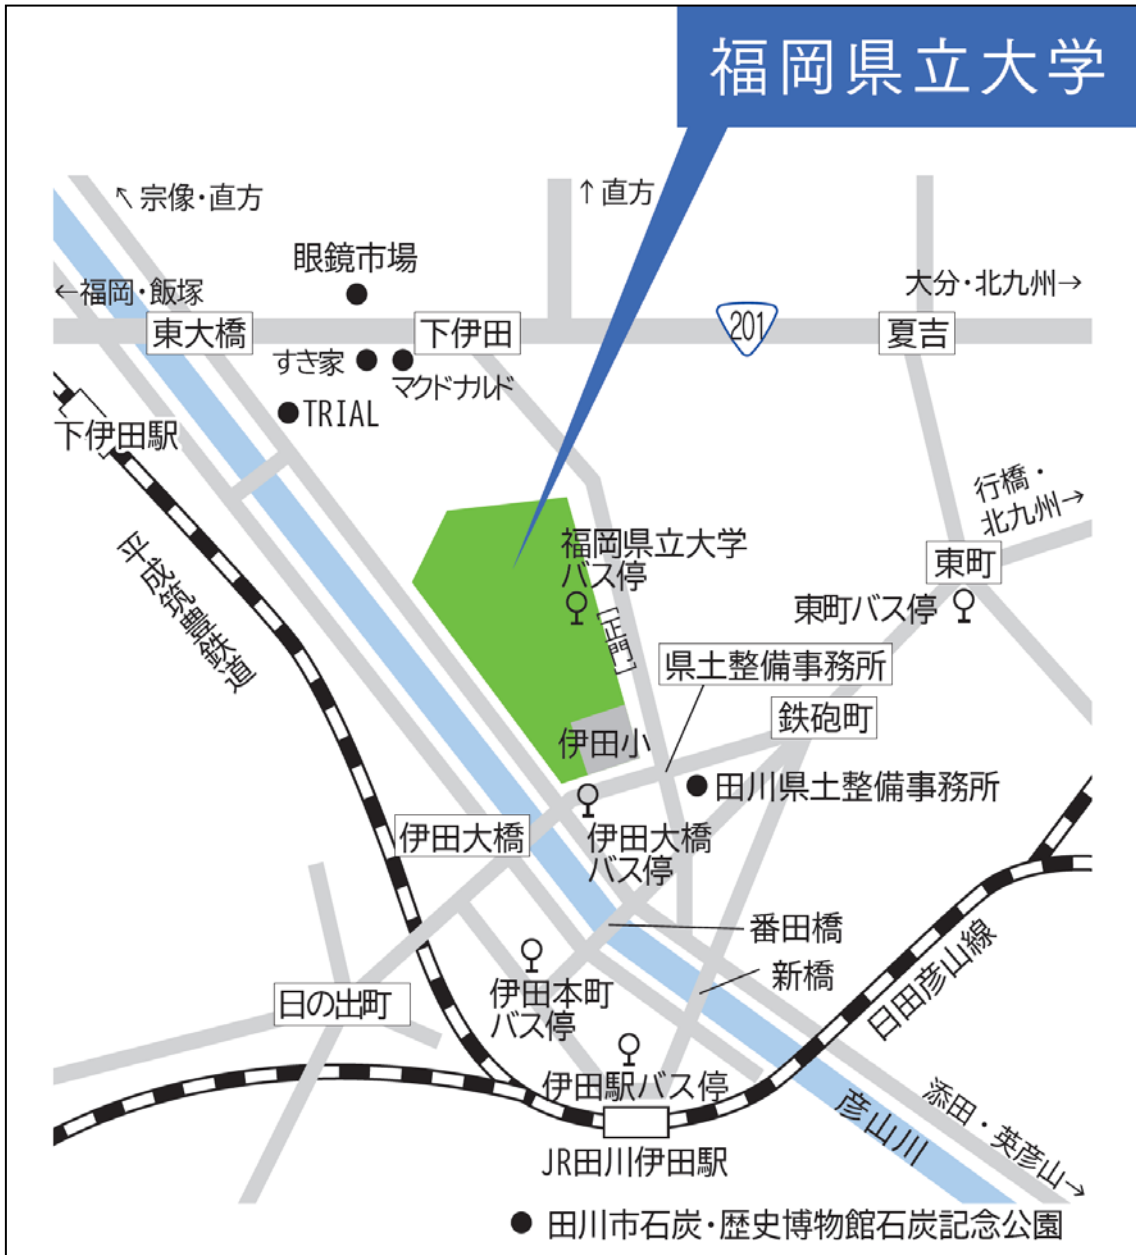 福岡県立大学
↖ 宗像・直方
↑直方
眼鏡市場
←福岡・飯塚
大分・北九州→
東大橋
下伊田
201
夏吉
すき家
マクドナルド
TRIAL
下伊田駅
行橋・
北九州→
平成筑豊鉄道
福岡県立大学
バス停
東町
[正門]
東町バス停
県土整備事務所
鉄砲町
伊田小
田川県土整備事務所
伊田大橋
伊田大橋
バス停
番田橋
新橋
伊田本町
バス停
日の出町
日田彦山線
伊田駅バス停
彦山川
添田・英彦山→
JR田川伊田駅
田川市石炭・歴史博物館石炭記念公園